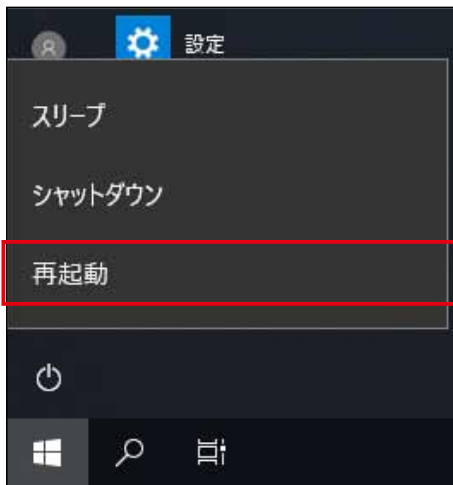 設定
スリープ
シャットダウン
再起動